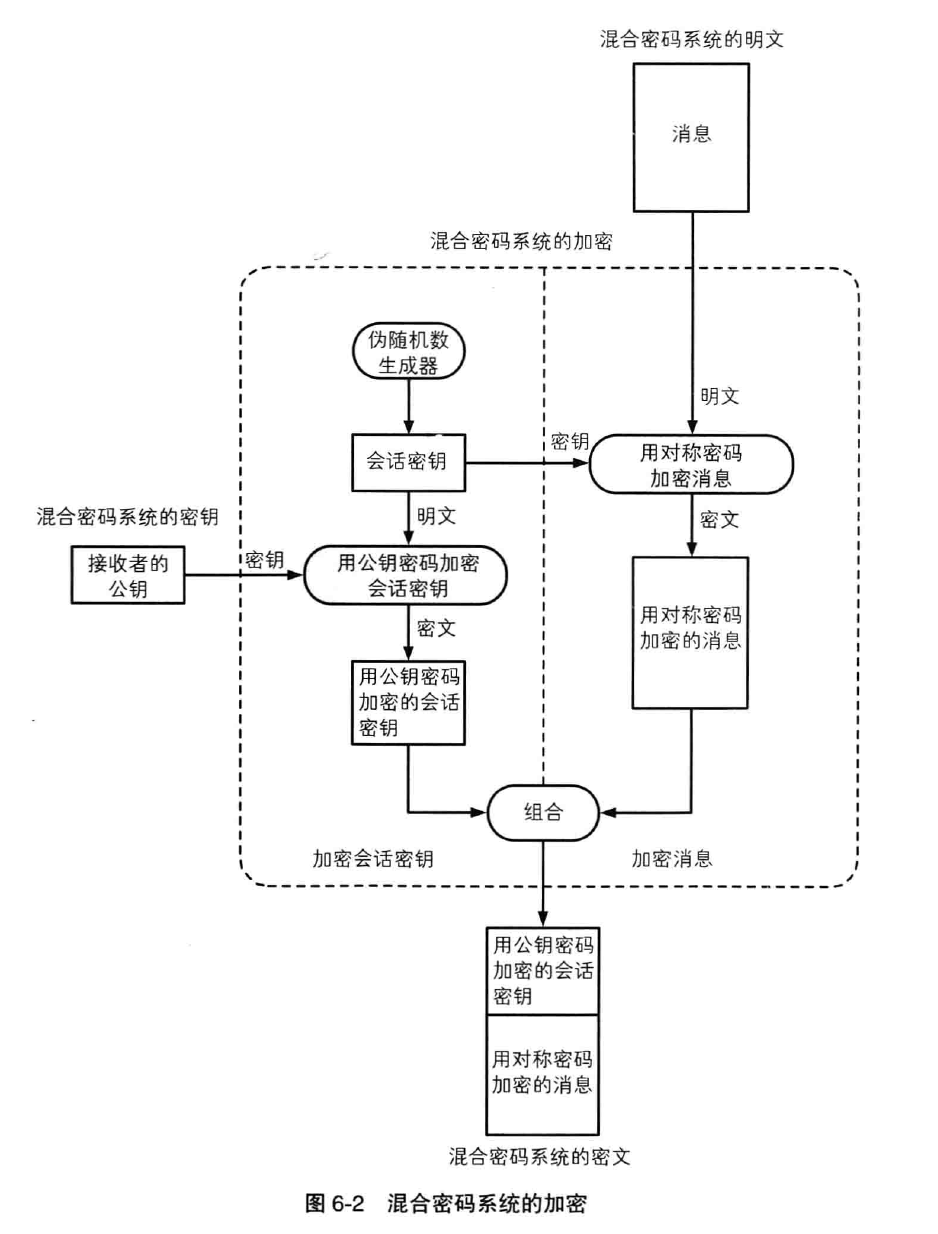 混合密码系统的明文
消息
混合密码系统的加密
伪随机数
生成器
明文
会话密钥
密钥
用对称密码
加密消息
混合密码系统的密钥
明文
密文
接收者的
公钥
密钥
用公钥密码加密
会话密钥
用对称密码
加密的消息
密文
用公钥密码
加密的会话
密钥
组合
加密会话密钥
加密消息
用公钥密码
加密的会话
密钥
用对称密码
加密的消息
混合密码系统的密文
图 6-2 混合密码系统的加密